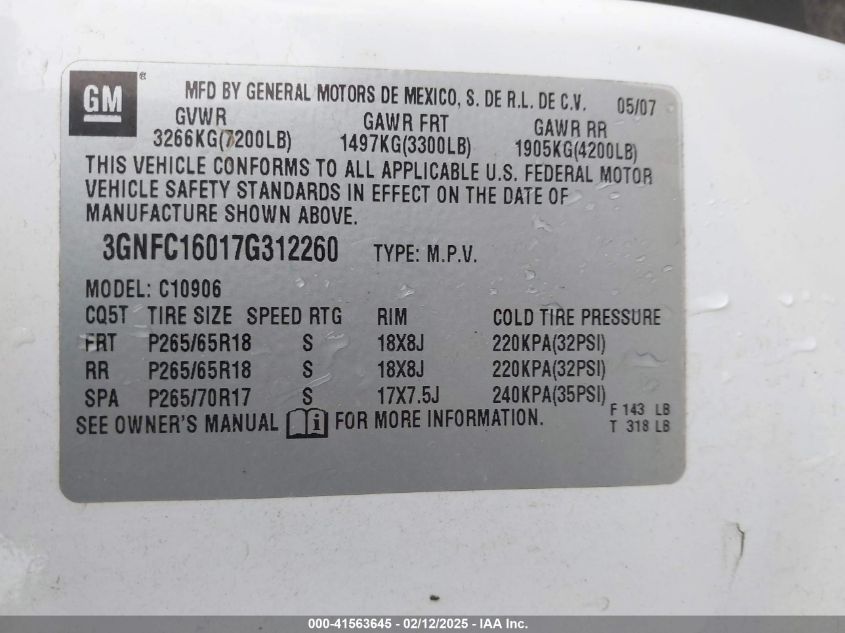 GM ®
MFD BY GENERAL MOTORS DE MEXICO, S. DE R.L. DE C.V. 05/07
GVWR GAWR FRT GAWR RR
3266KG(7200LB) 1497KG(3300LB) 1905KG(4200LB)
THIS VEHICLE CONFORMS TO ALL APPLICABLE U.S. FEDERAL MOTOR
VEHICLE SAFETY STANDARDS IN EFFECT ON THE DATE OF
MANUFACTURE SHOWN ABOVE.
3GNFC16017G312260 TYPE: M.P.V.
MODEL: C10906
CQ5T TIRE SIZE SPEED RTG RIM COLD TIRE PRESSURE
FRT P265/65R18 S 18X8J 220KPA(32PSI)
RR P265/65R18 S 18X8J 220KPA(32PSI)
SPA P265/70R17 S 17X7.5J 240KPA(35PSI)
SEE OWNER'S MANUAL i FOR MORE INFORMATION.
F 143 LB
T 318 LB
000-41563645 - 02/12/2025 - IAA Inc.